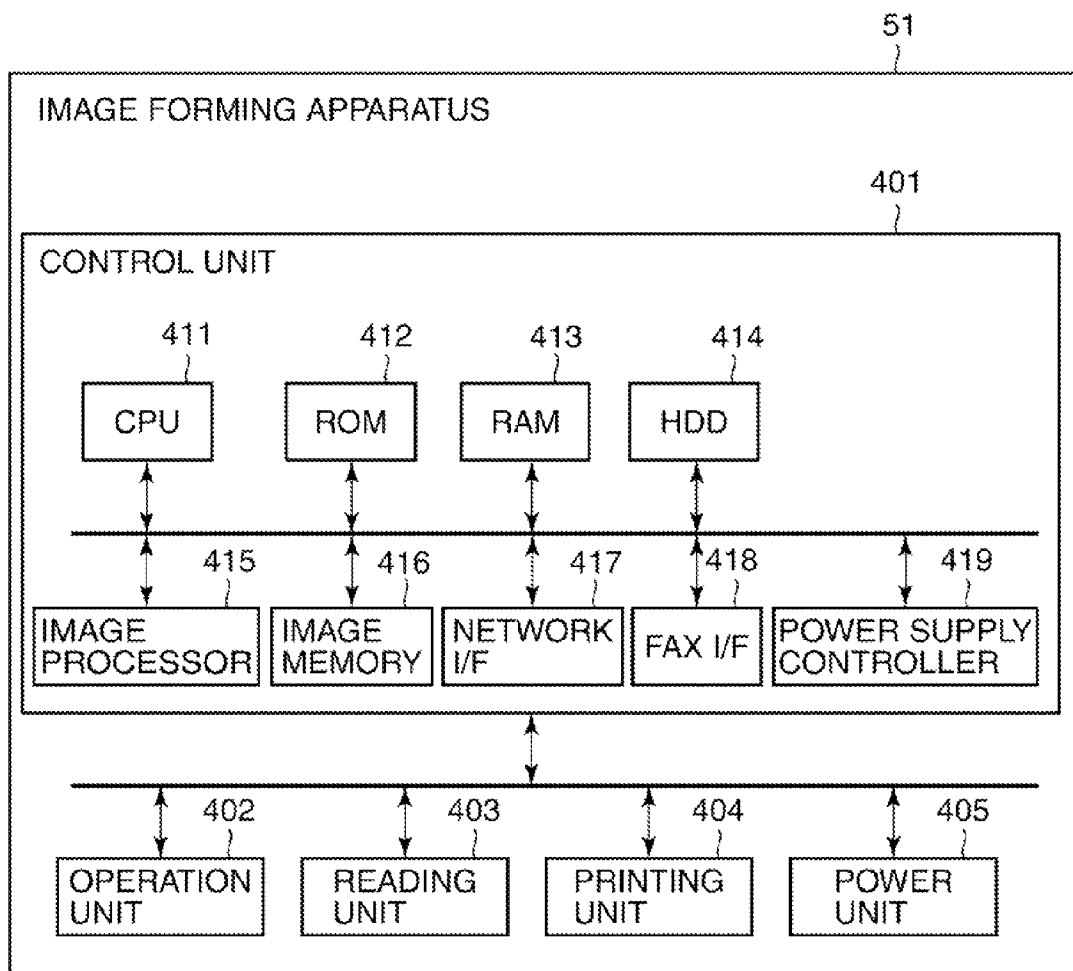 51
IMAGE FORMING APPARATUS
401
CONTROL UNIT
411 412 413 414
CPU ROM RAM HDD
415 416 417 418 419
IMAGE PROCESSOR
IMAGE MEMORY
NETWORK I/F
FAX I/F
POWER SUPPLY CONTROLLER
402 403 404 405
OPERATION UNIT
READING UNIT
PRINTING UNIT
POWER UNIT